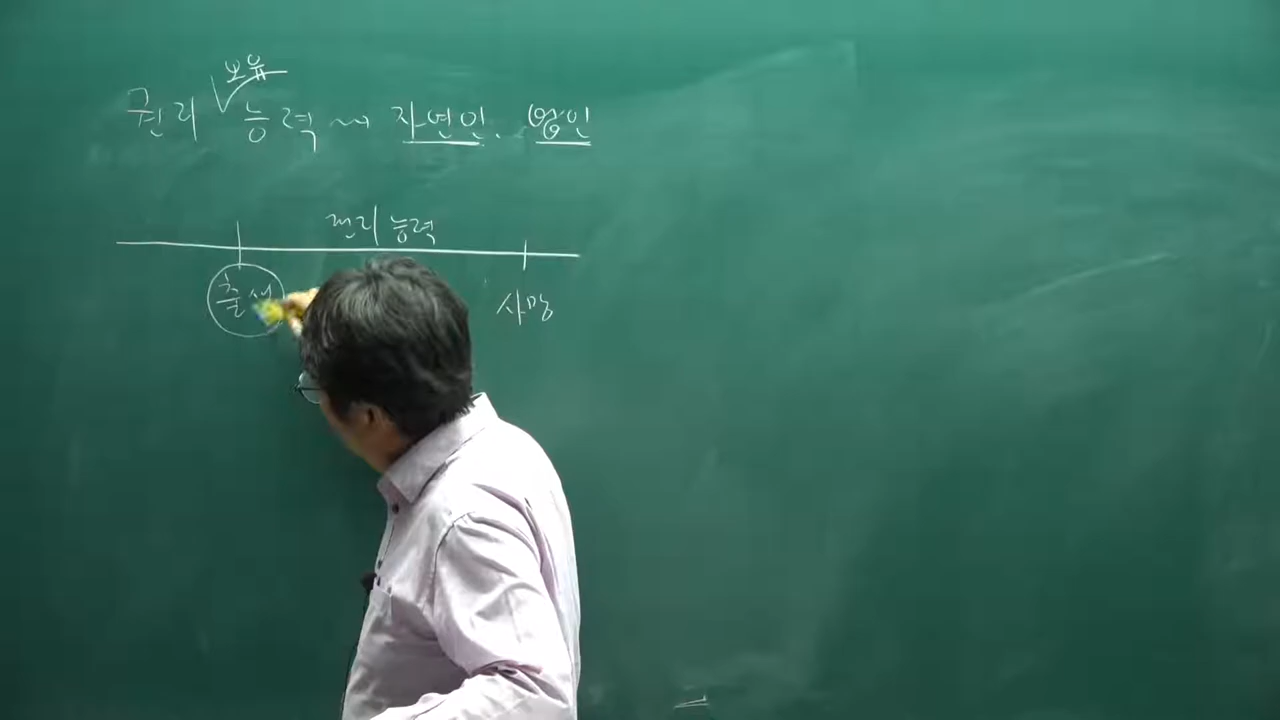 보유
권리 능력 → 자연인. 법인
권리 능력
출생 사망